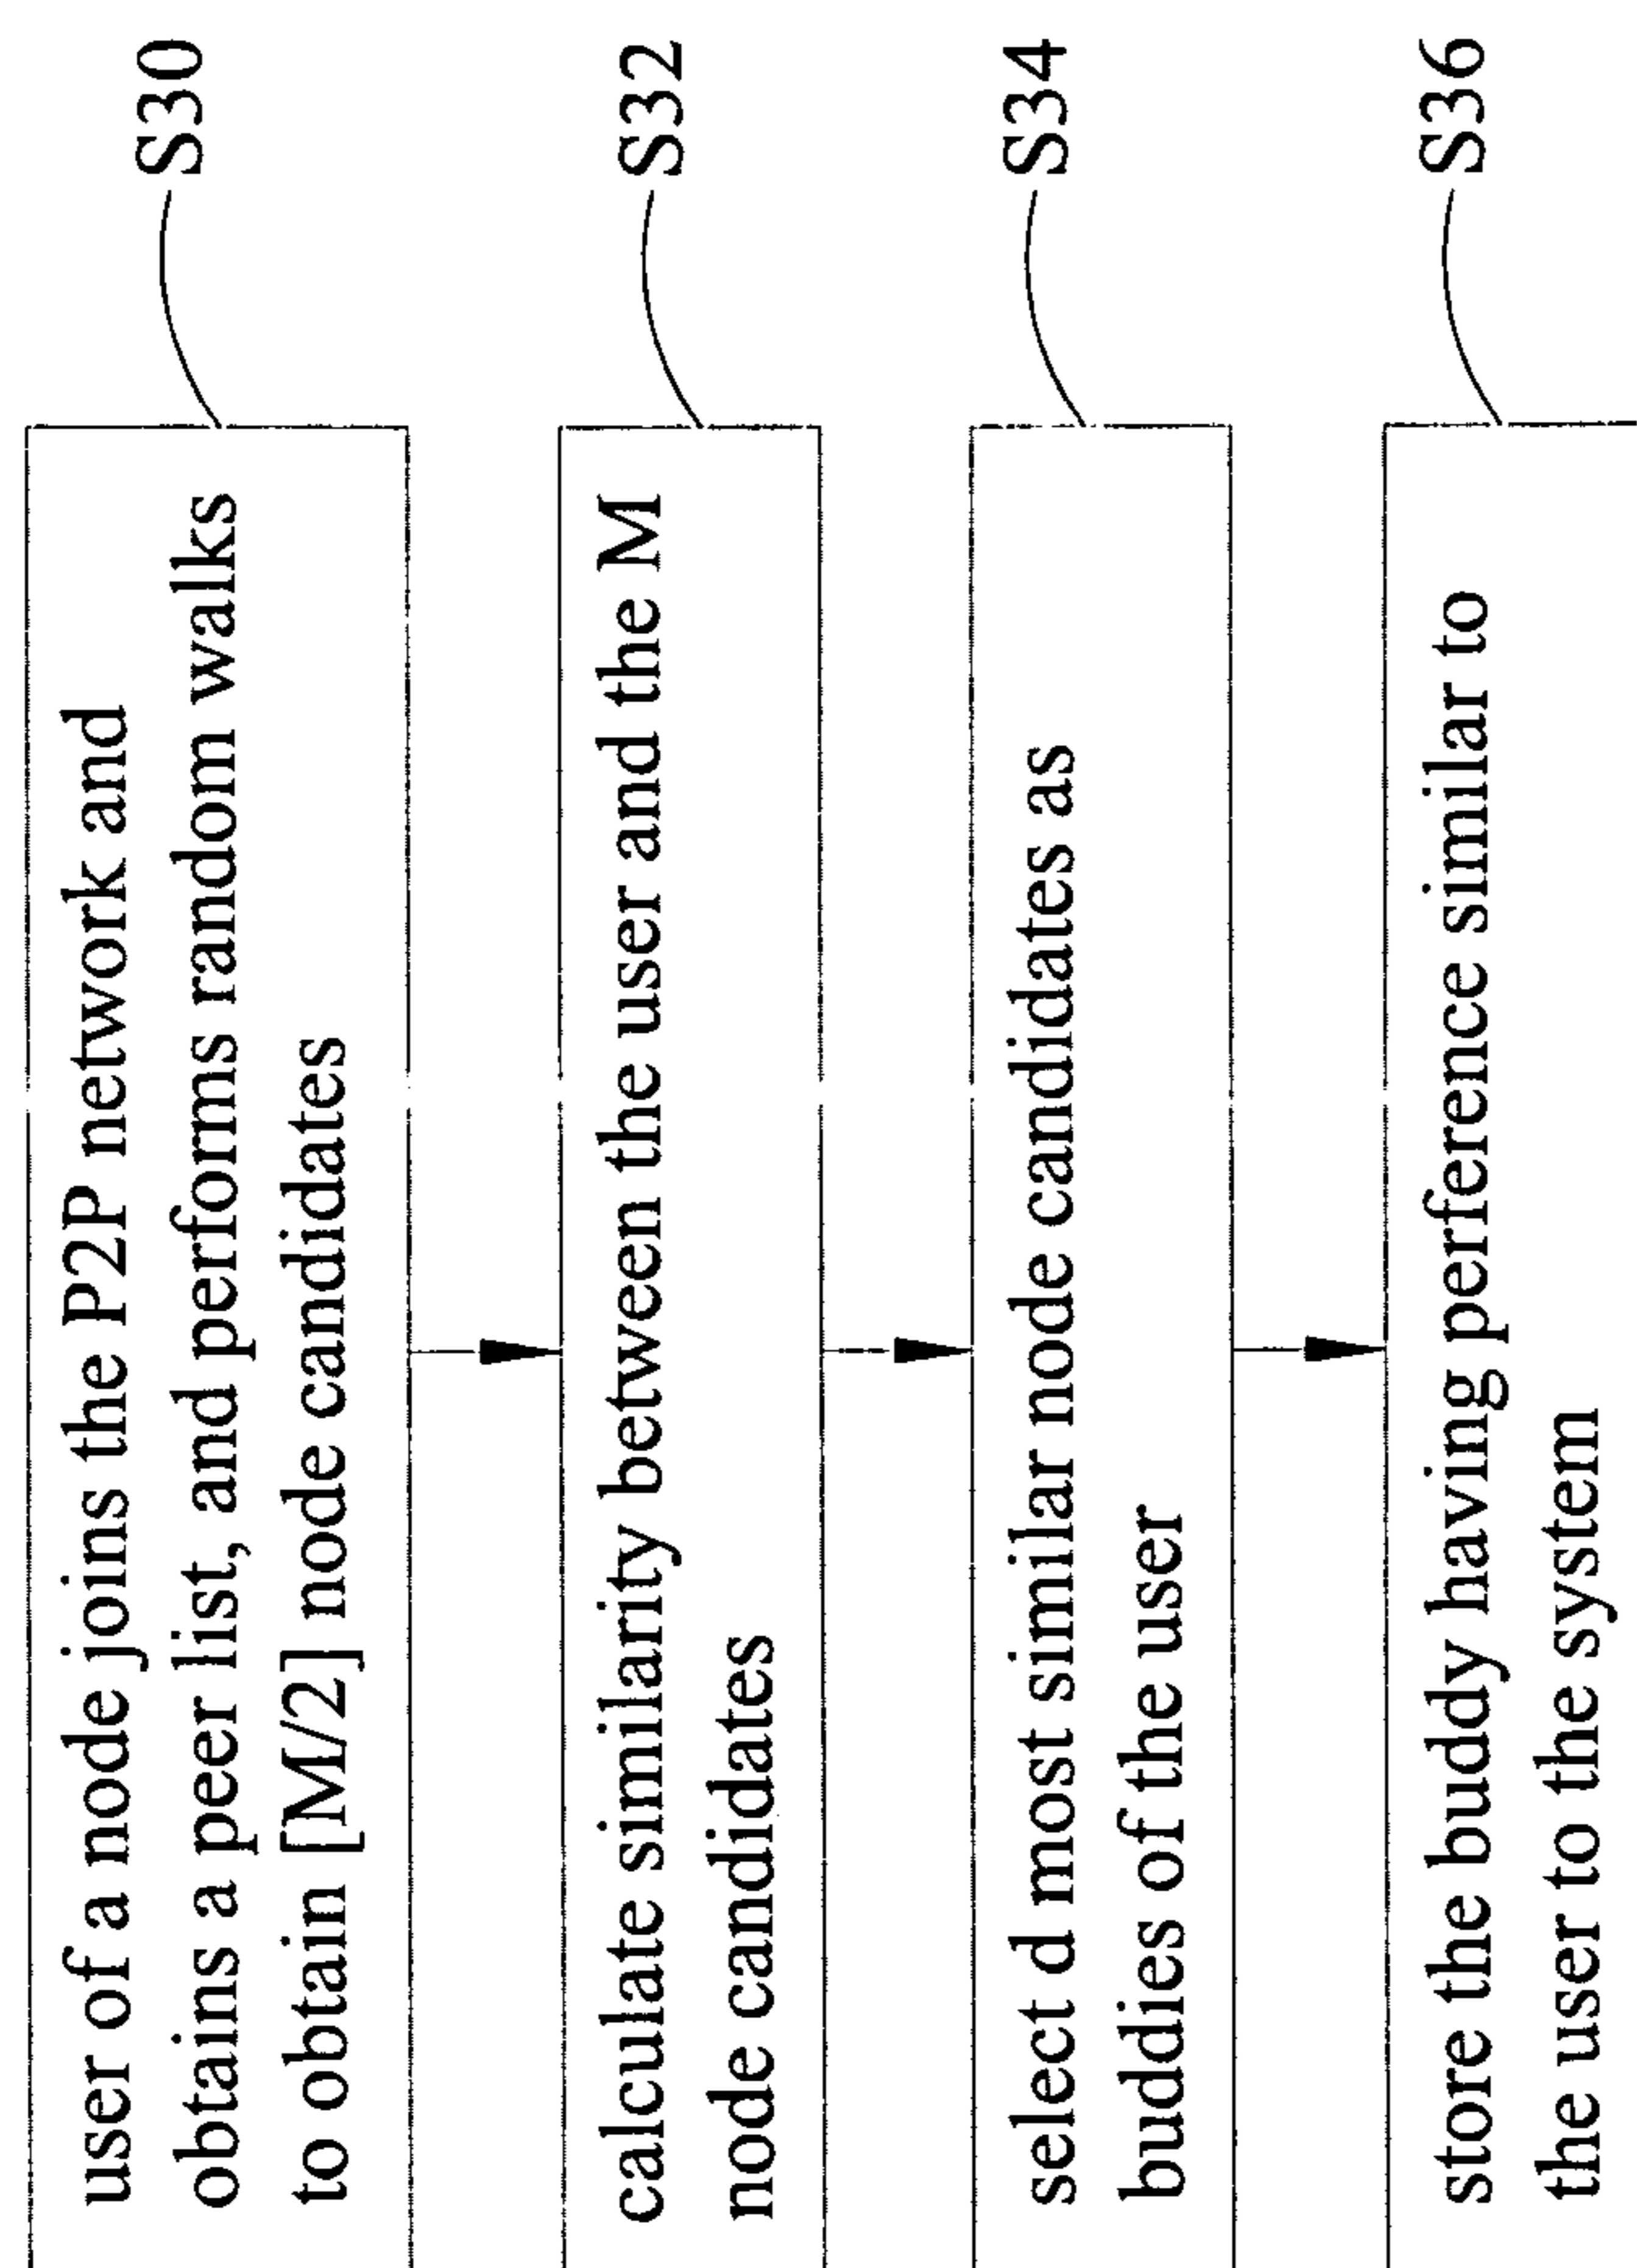 user of a node joins the P2P network and
obtains a peer list, and performs random walks
to obtain [M/2] node candidates
S30
calculate similarity between the user and the M
node candidates
S32
select d most similar node candidates as
buddies of the user
S34
store the buddy having perference similar to
the user to the system
S36